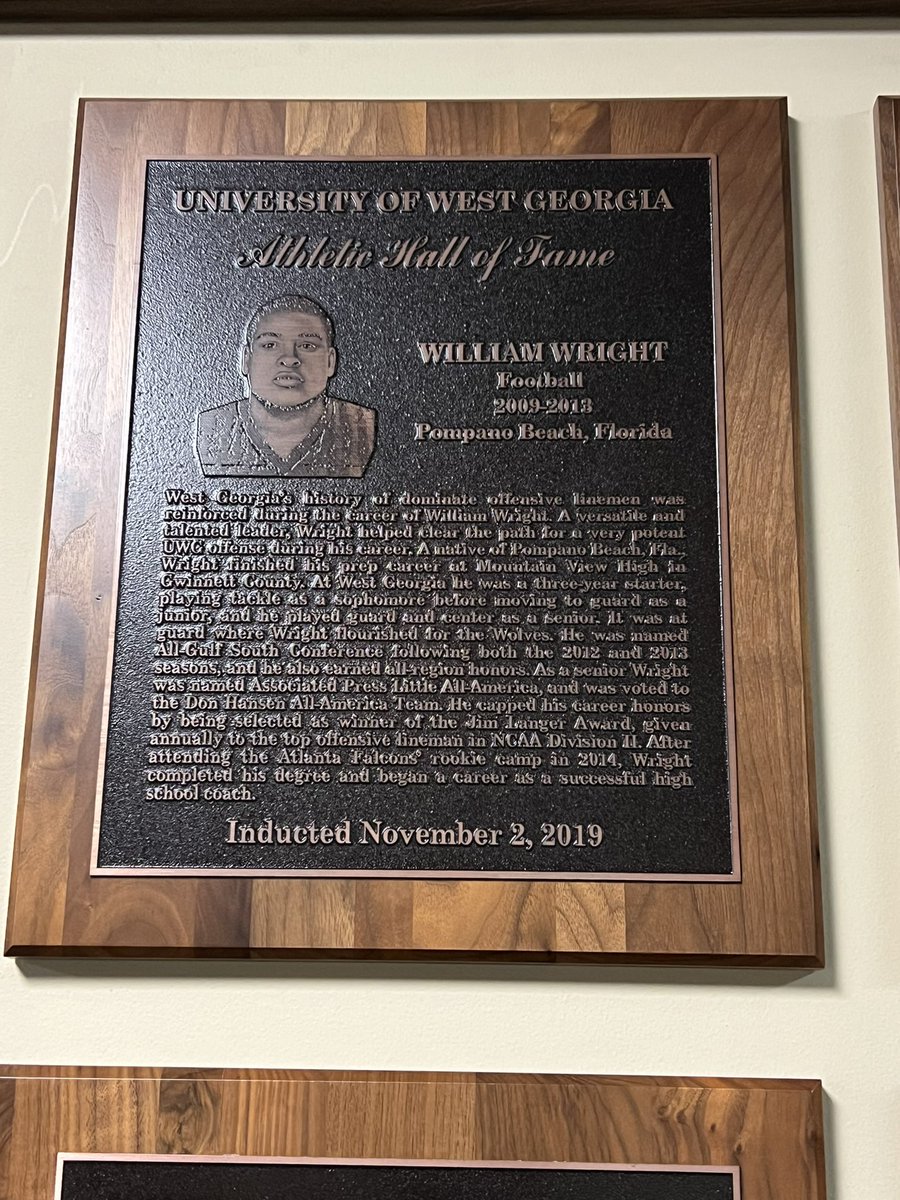 UNIVERSITY OF WEST GEORGIA
Athletic Hall of Fame
WILLIAM WRIGHT
Football
2009-2013
Pompano Beach, Florida
West Georgia's history of dominate offensive linemen was
reinforced during the career of William Wright. A versatile and
talented leader, Wright helped clear the path for a very potent
UWG offense during his career. A native of Pompano Beach, Fla.,
Wright finished his prep career at Mountain View High in
Gwinnett County. At West Georgia he was a three-year starter,
playing tackle as a sophomore before moving to guard as a
junior, and he played guard and center as a senior. It was at
guard where Wright flourished for the Wolves. He was named
All-Gulf South Conference following both the 2012 and 2013
seasons, and he also earned all-region honors. As a senior Wright
was named Associated Press Little All-America, and was voted to
the Don Hansen All-America Team. He capped his career honors
by being selected as winner of the Jim Langer Award, given
annually to the top offensive lineman in NCAA Division II. After
attending the Atlanta Falcons' rookie camp in 2014, Wright
completed his degree and began a career as a successful high
school coach.
Inducted November 2, 2019